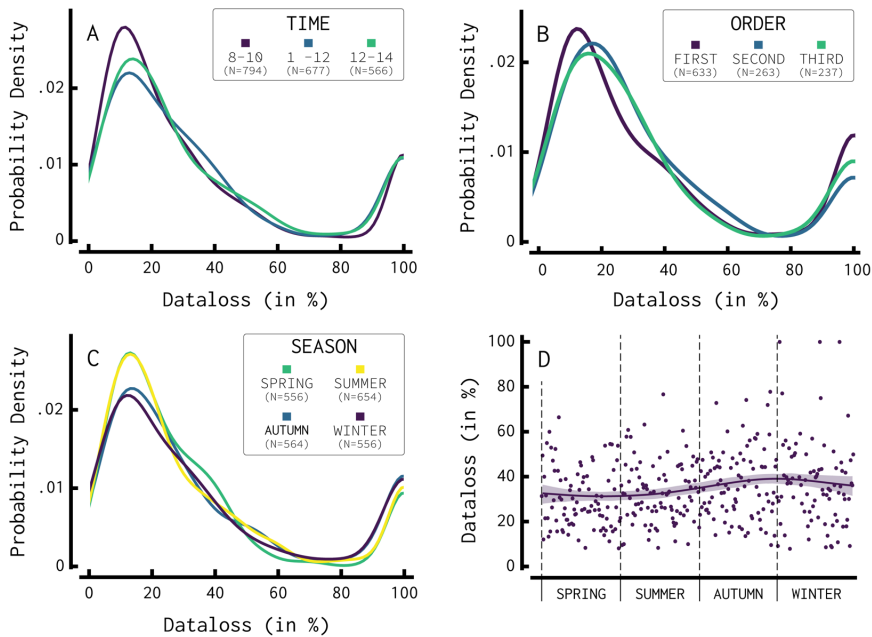 A
TIME
8-10 1 -12 12-14
(N=794) (N=677) (N=566)
Probability Density
.02
.01
0
0 20 40 60 80 100
Dataloss (in %)
B
ORDER
FIRST SECOND THIRD
(N=633) (N=263) (N=237)
Probability Density
.02
.01
0
0 20 40 60 80 100
Dataloss (in %)
C
SEASON
SPRING SUMMER
(N=556) (N=654)
AUTUMN WINTER
(N=564) (N=556)
Probability Density
.02
.01
0
0 20 40 60 80 100
Dataloss (in %)
D
Dataloss (in %)
100
80
60
40
20
0
SPRING SUMMER AUTUMN WINTER